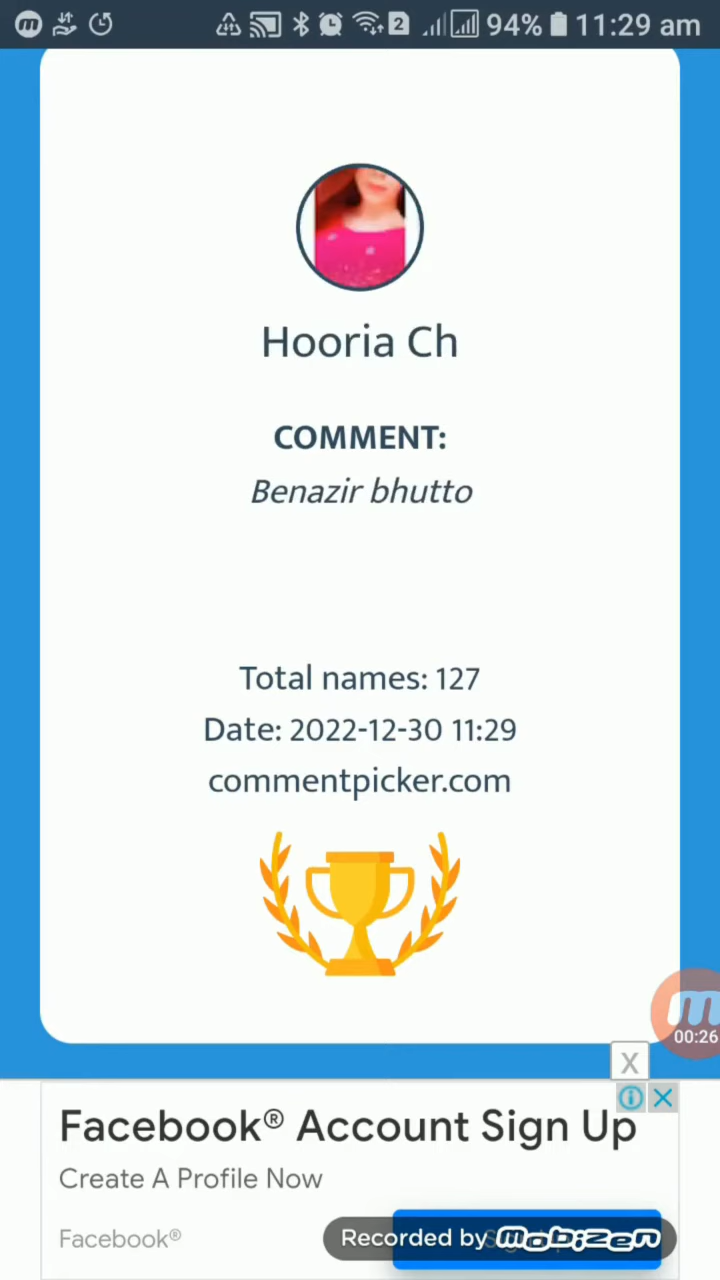 2 94% 11:29 am
Hooria Ch
COMMENT:
Benazir bhutto
Total names: 127
Date: 2022-12-30 11:29
commentpicker.com
00:26
X
Facebook® Account Sign Up
Create A Profile Now
Facebook®
Recorded by mobizen